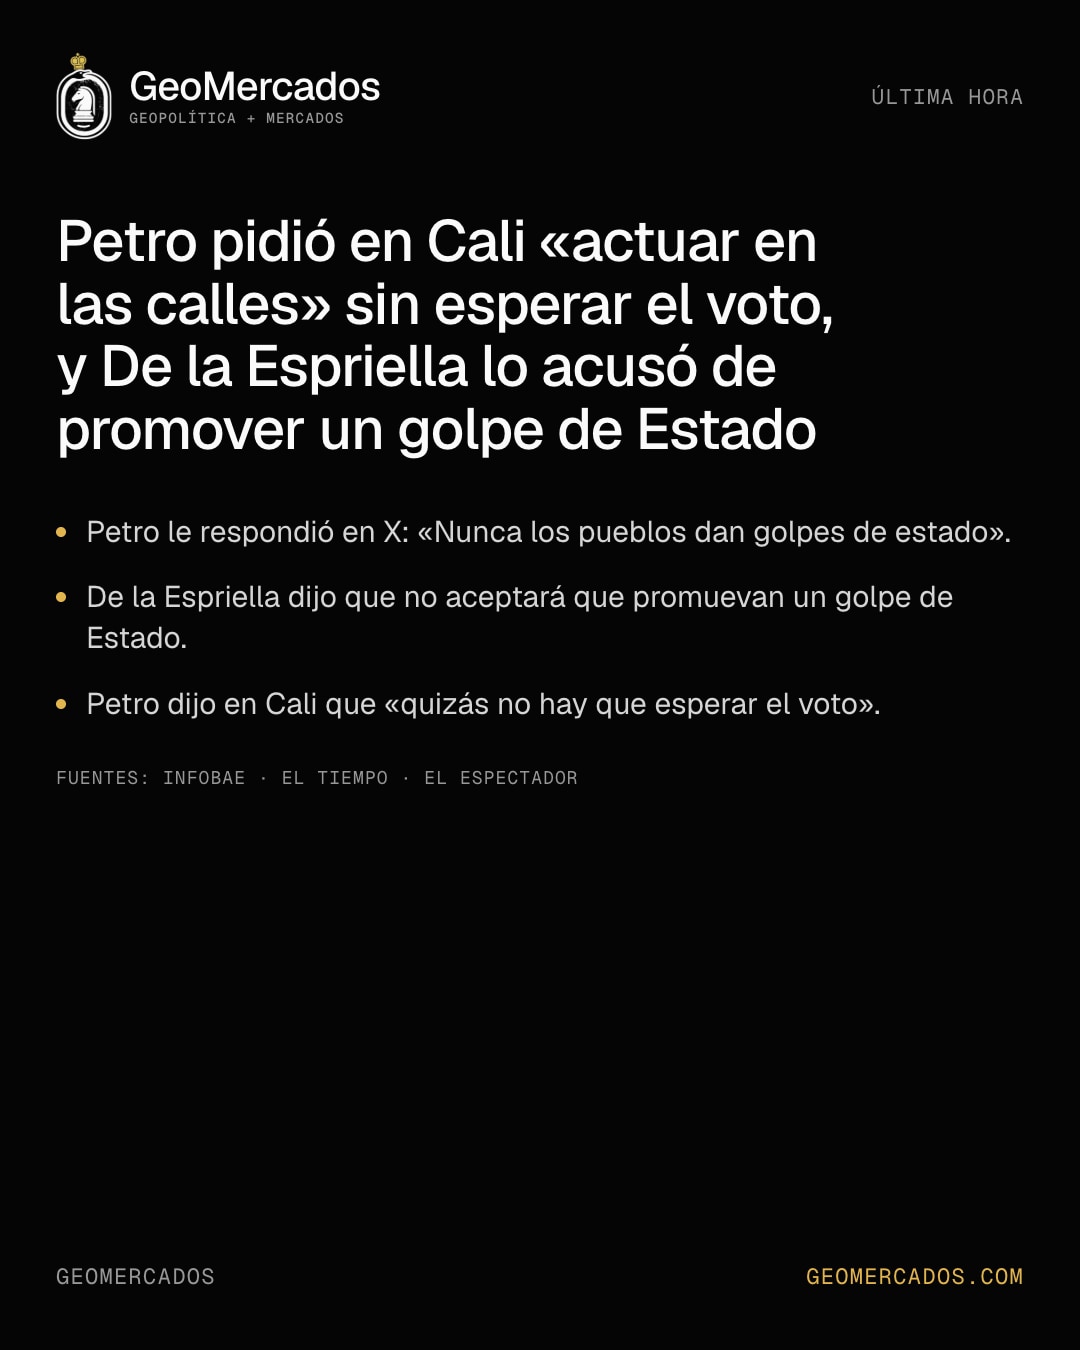 GeoMercados
GEOPOLÍTICA + MERCADOS
ÚLTIMA HORA
Petro pidió en Cali «actuar en
las calles» sin esperar el voto,
y De la Espriella lo acusó de
promover un golpe de Estado
Petro le respondió en X: «Nunca los pueblos dan golpes de estado».
De la Espriella dijo que no aceptará que promuevan un golpe de
Estado.
Petro dijo en Cali que «quizás no hay que esperar el voto».
FUENTES: INFOBAE · EL TIEMPO · EL ESPECTADOR
GEOMERCADOS
GEOMERCADOS.COM